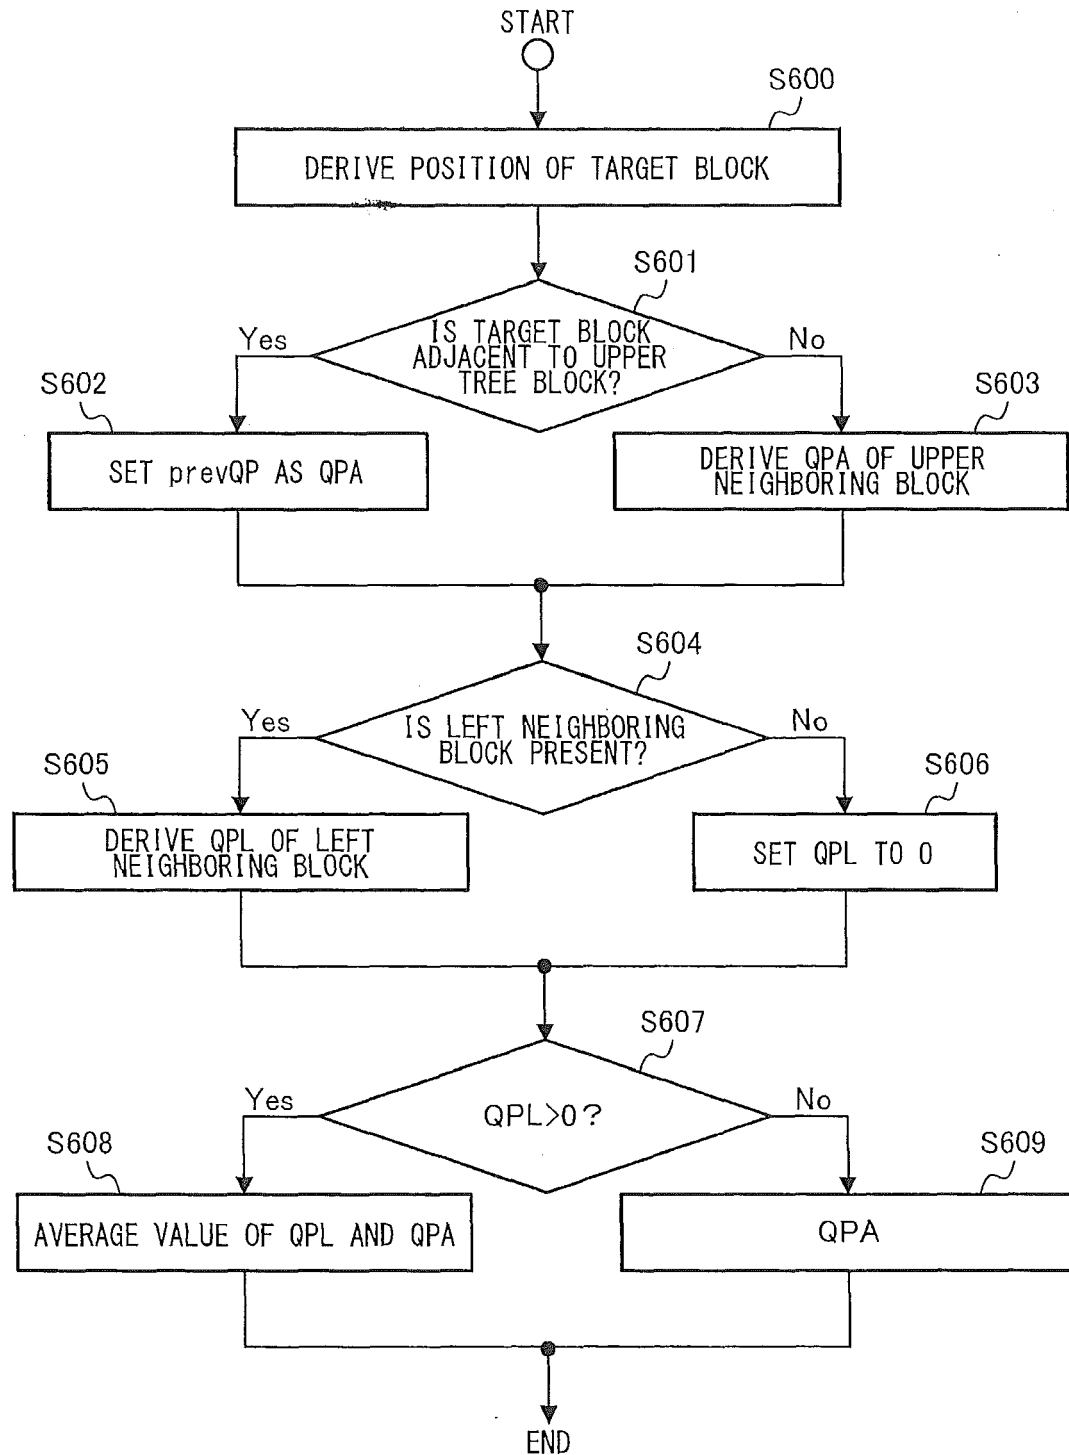 START
S600
DERIVE POSITION OF TARGET BLOCK
S601
IS TARGET BLOCK
ADJACENT TO UPPER
TREE BLOCK?
Yes
No
S602
S603
SET prevQP AS QPA
DERIVE QPA OF UPPER
NEIGHBORING BLOCK
S604
IS LEFT NEIGHBORING
BLOCK PRESENT?
Yes
No
S605
S606
DERIVE QPL OF LEFT
NEIGHBORING BLOCK
SET QPL TO 0
S607
QPL>0?
Yes
No
S608
S609
AVERAGE VALUE OF QPL AND QPA
QPA
END